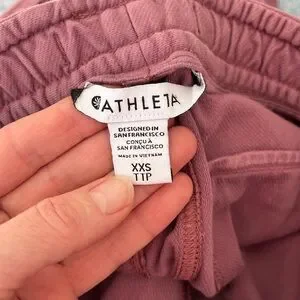 ATHLETA
DESIGNED IN
SAN FRANCISCO
CONÇU À
SAN FRANCISCO
MADE IN VIETNAM
XXS
TTP